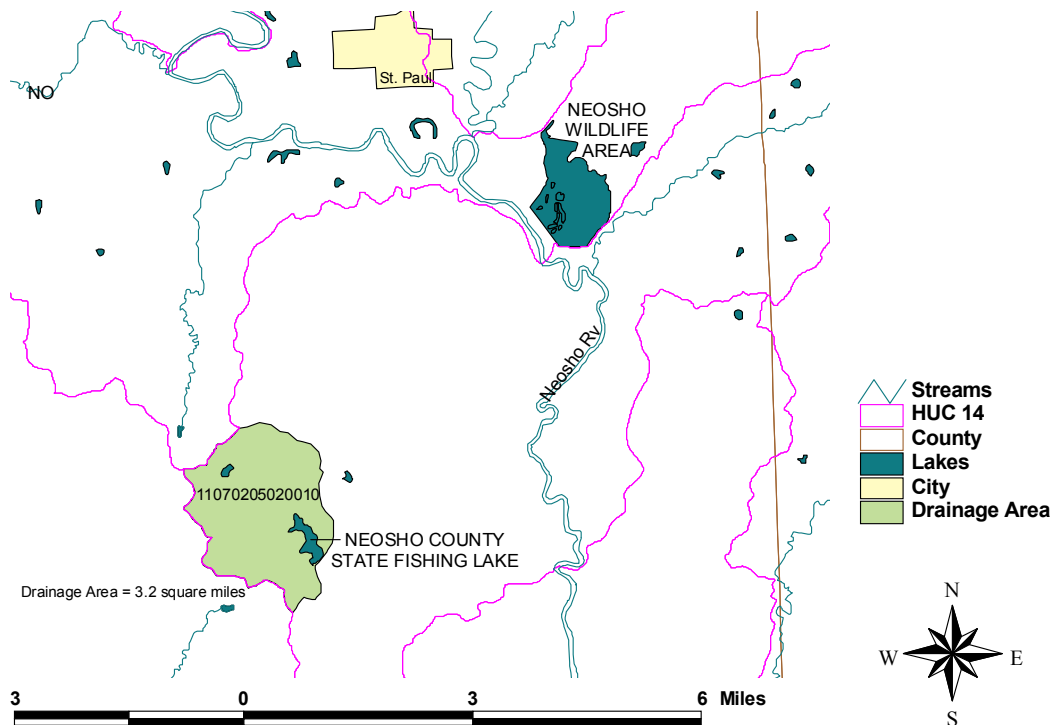 St. Paul
NO
NEOSHO
WILDLIFE
AREA
Neosho Rv
11070205020010
NEOSHO COUNTY
STATE FISHING LAKE
Drainage Area = 3.2 square miles
Streams
HUC 14
County
Lakes
City
Drainage Area
N
W
E
S
3 0 3 6 Miles